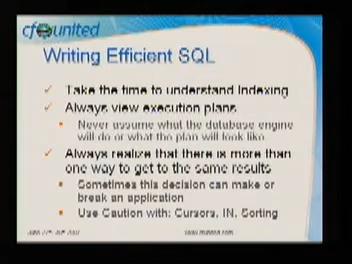 cfunited
Writing Efficient SQL
Take the time to understand Indexing
Always view execution plans
Never assume what the database engine
will do or what the plan will look like
Always realize that there is more than
one way to get to the same results
Sometimes this decision can make or
break an application
Use Caution with: Cursors, IN, Sorting